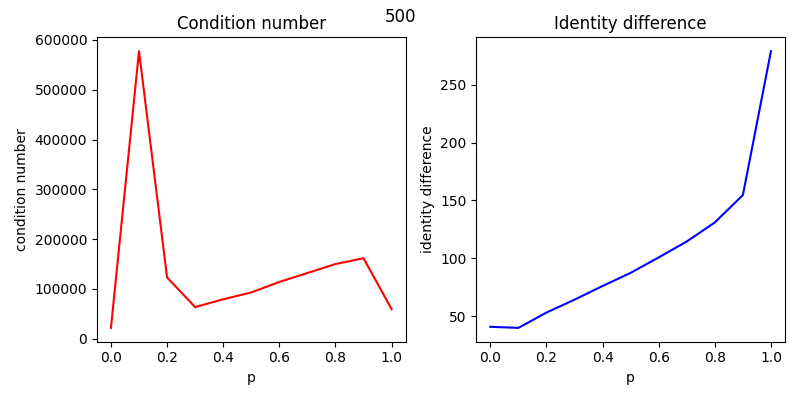 500
Condition number
Identity difference
condition number
600000
500000
400000
300000
200000
100000
0
0.0 0.2 0.4 0.6 0.8 1.0
p
identity difference
250
200
150
100
50
0.0 0.2 0.4 0.6 0.8 1.0
p